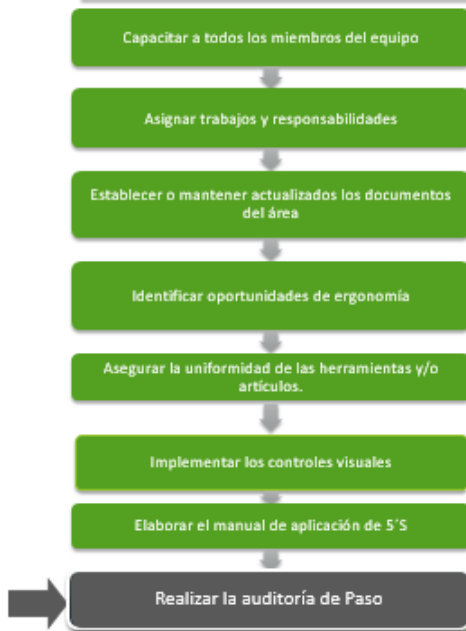 Capacitar a todos los miembros del equipo
Asignar trabajos y responsabilidades
Establecer o mantener actualizados los documentos
del área
Identificar oportunidades de ergonomía
Asegurar la uniformidad de las herramientas y/o
artículos.
Implementar los controles visuales
Elaborar el manual de aplicación de 5´S
Realizar la auditoría de Paso